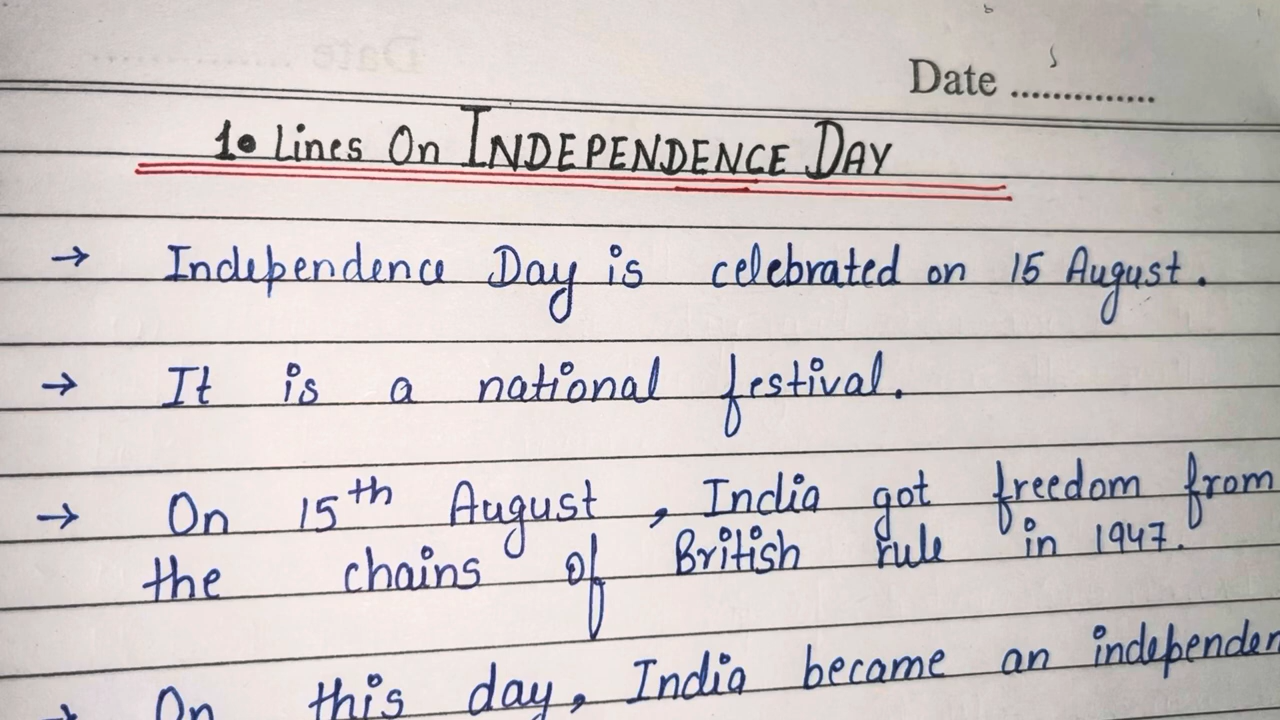 Date ..............
10 Lines On INDEPENDENCE DAY
→ Independence Day is celebrated on 15 August.
→ It is a national festival.
→ On 15th August, India got freedom from
the chains of British rule in 1947.
→ On this day, India became an independen